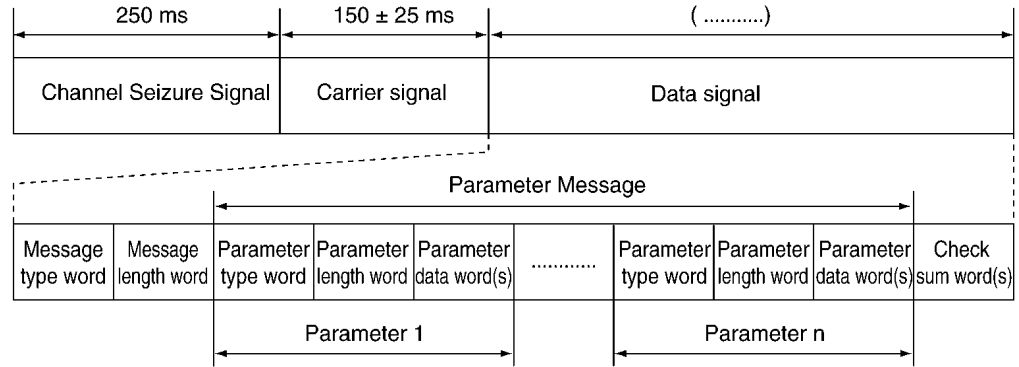 250 ms 150 ± 25 ms ( ...........)
Channel Seizure Signal Carrier signal Data signal
Parameter Message
Message Message Parameter Parameter Parameter Parameter Parameter Parameter Check
type word length word type word length word data word(s) ............ type word length word data word(s) sum word(s)
Parameter 1 Parameter n